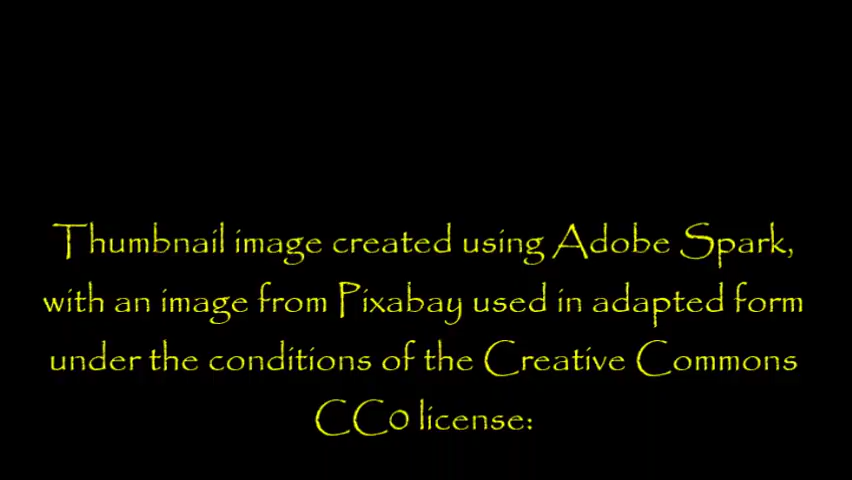 Thumbnail image created using Adobe Spark,
with an image from Pixabay used in adapted form
under the conditions of the Creative Commons
CC0 license: